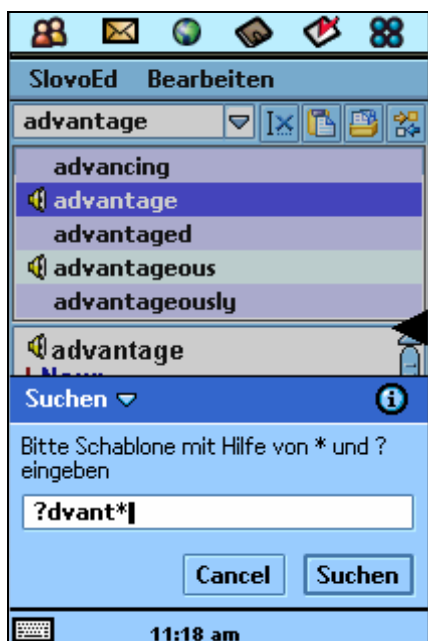 SlovoEd Bearbeiten
advantage
advancing
advantage
advantaged
advantageous
advantageously
advantage
Suchen
Bitte Schablone mit Hilfe von * und ?
eingeben
?dvant*
Cancel Suchen
11:18 am